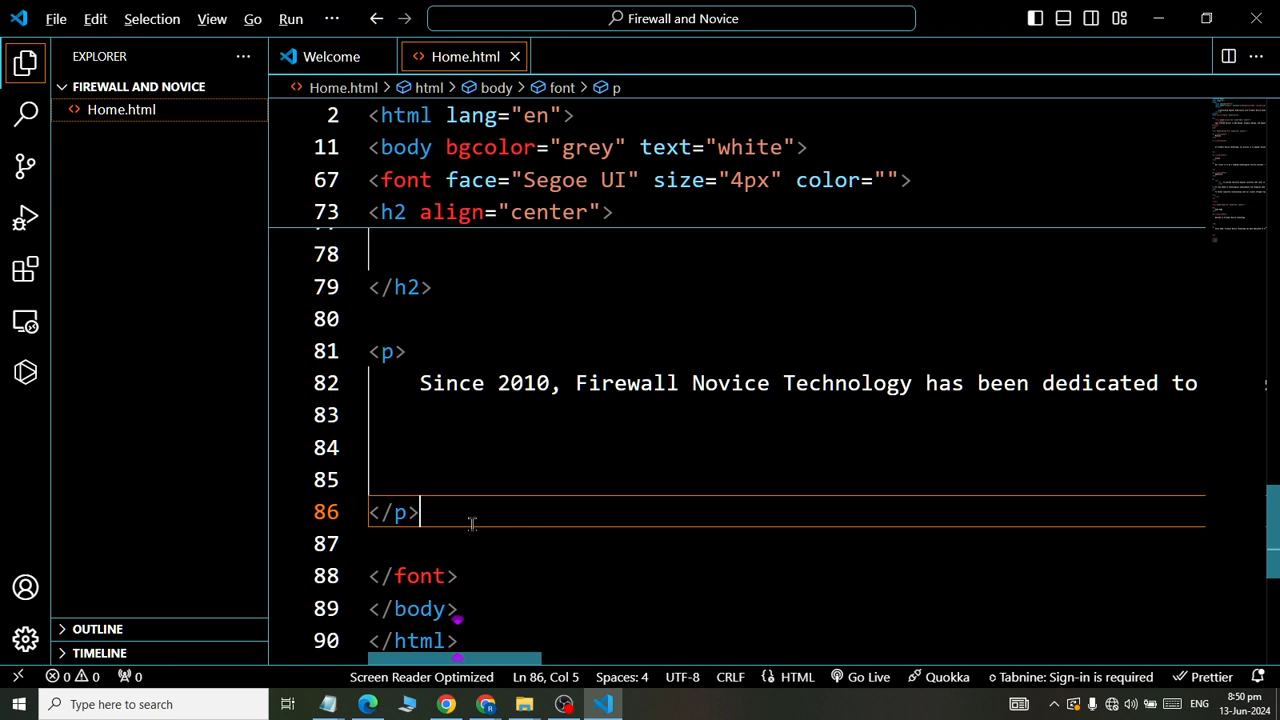 File Edit Selection View Go Run ··· Firewall and Novice
EXPLORER ···
FIREWALL AND NOVICE
Home.html
OUTLINE
TIMELINE
Welcome Home.html
Home.html > html > body > font > p
2 <html lang="en">
11 <body bgcolor="grey" text="white">
67 <font face="Segoe UI" size="4px" color="">
73 <h2 align="center">
78
79 </h2>
80
81 <p>
82 Since 2010, Firewall Novice Technology has been dedicated to
83
84
85
86 </p>
87
88 </font>
89 </body>
90 </html>
0 0 0 Screen Reader Optimized Ln 86, Col 5 Spaces: 4 UTF-8 CRLF HTML Go Live Quokka Tabnine: Sign-in is required Prettier
Type here to search
ENG
8:50 pm
13-Jun-2024